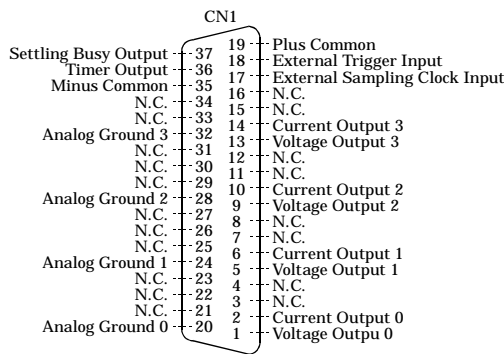 CN1
Settling Busy Output 37
Timer Output 36
Minus Common 35
N.C. 34
N.C. 33
Analog Ground 3 32
N.C. 31
N.C. 30
N.C. 29
Analog Ground 2 28
N.C. 27
N.C. 26
N.C. 25
Analog Ground 1 24
N.C. 23
N.C. 22
N.C. 21
Analog Ground 0 20
19 Plus Common
18 External Trigger Input
17 External Sampling Clock Input
16 N.C.
15 N.C.
14 Current Output 3
13 Voltage Output 3
12 N.C.
11 N.C.
10 Current Output 2
9 Voltage Output 2
8 N.C.
7 N.C.
6 Current Output 1
5 Voltage Output 1
4 N.C.
3 N.C.
2 Current Output 0
1 Voltage Outpu 0